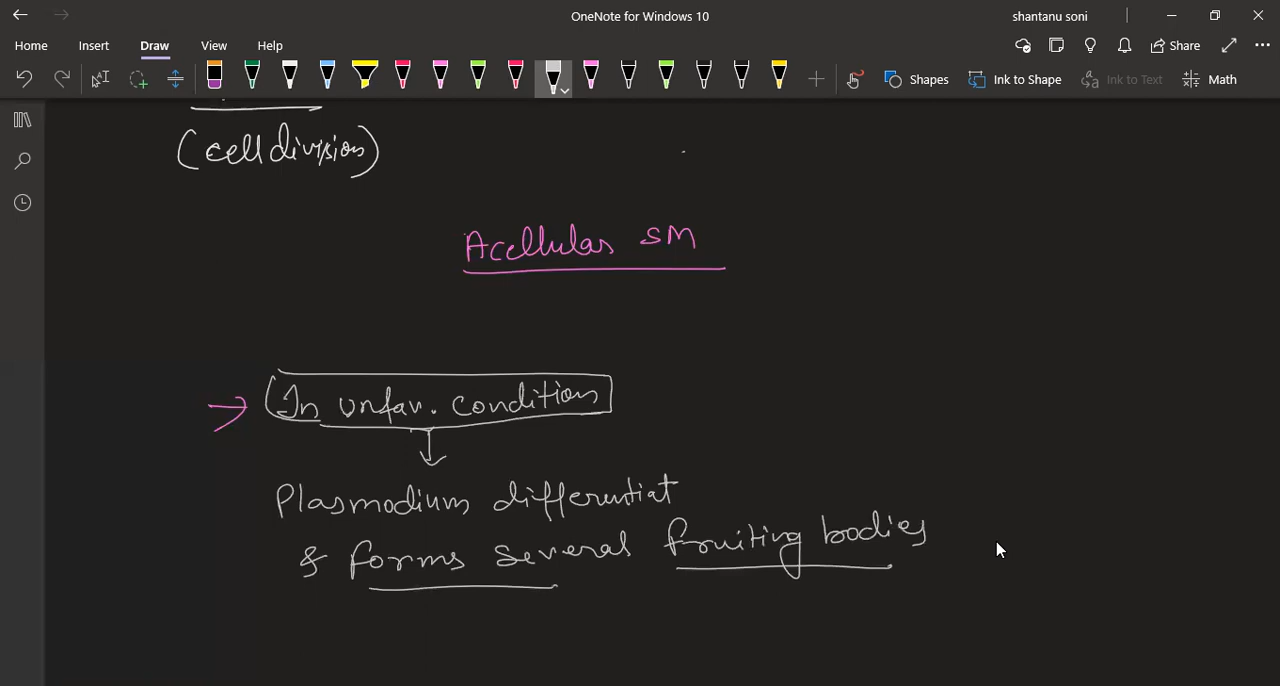 OneNote for Windows 10
shantanu soni
Home Insert Draw View Help
Share
Shapes Ink to Shape Ink to Text Math
(cell division)
Acellular SM
In unfav. condition
Plasmodium differentiat
& forms several fruiting bodies